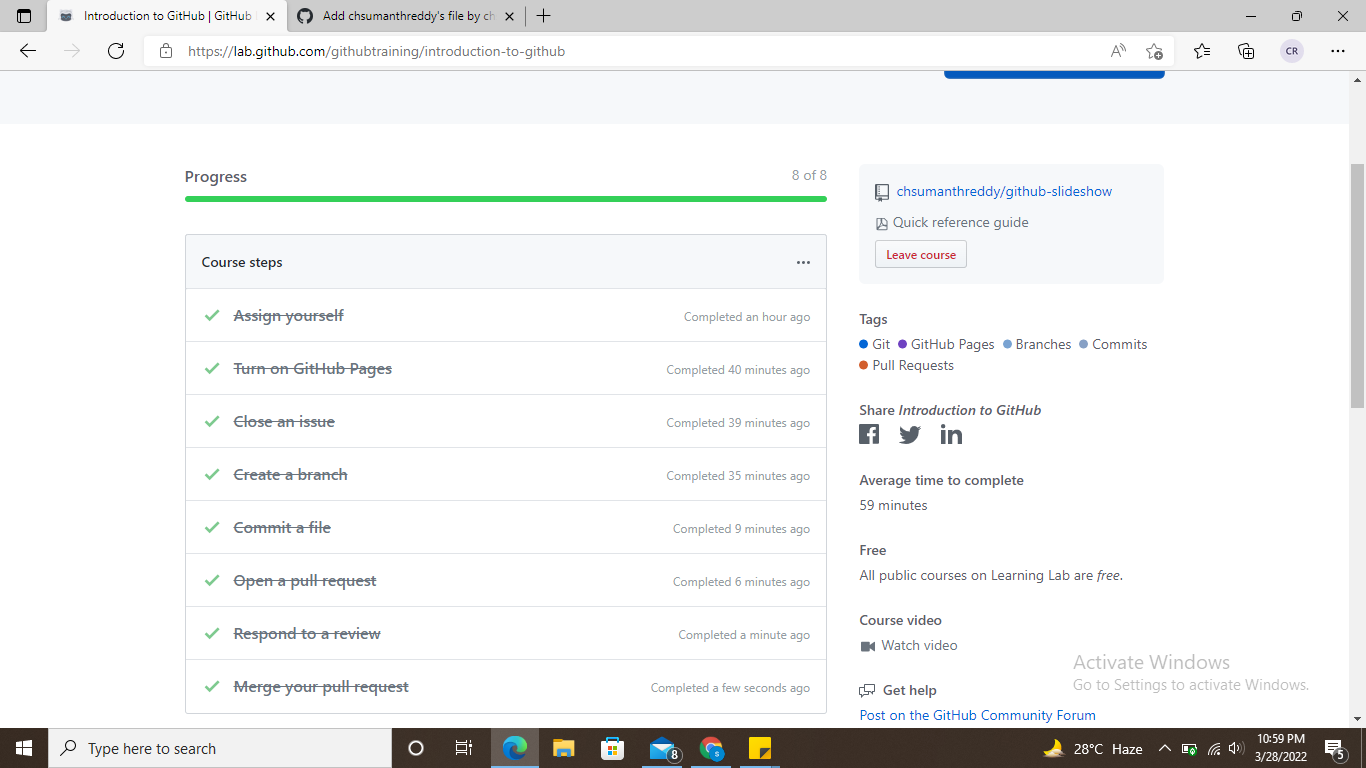 Introduction to GitHub | GitHub
Add chsumanthreddy's file by ch
https://lab.github.com/githubtraining/introduction-to-github
CR
Progress
8 of 8
Course steps
Assign yourself
Completed an hour ago
Turn on GitHub Pages
Completed 40 minutes ago
Close an issue
Completed 39 minutes ago
Create a branch
Completed 35 minutes ago
Commit a file
Completed 9 minutes ago
Open a pull request
Completed 6 minutes ago
Respond to a review
Completed a minute ago
Merge your pull request
Completed a few seconds ago
chsumanthreddy/github-slideshow
Quick reference guide
Leave course
Tags
Git GitHub Pages Branches Commits
Pull Requests
Share Introduction to GitHub
Average time to complete
59 minutes
Free
All public courses on Learning Lab are free.
Course video
Watch video
Get help
Post on the GitHub Community Forum
Activate Windows
Go to Settings to activate Windows.
Type here to search
8
S
28°C Haze
10:59 PM
3/28/2022
5